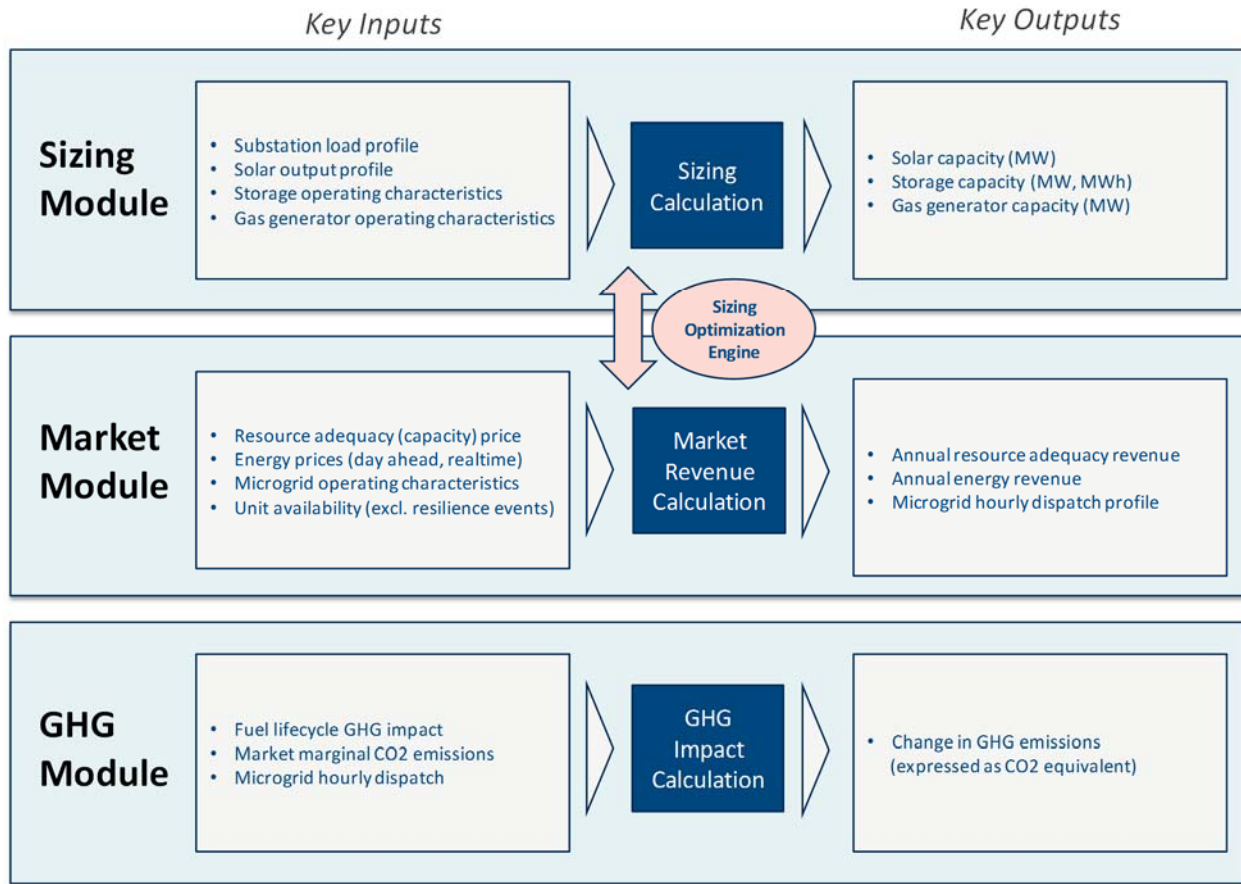 Key Inputs
Key Outputs
Sizing
Module
• Substation load profile
• Solar output profile
• Storage operating characteristics
• Gas generator operating characteristics
Sizing
Calculation
• Solar capacity (MW)
• Storage capacity (MW, MWh)
• Gas generator capacity (MW)
Sizing
Optimization
Engine
Market
Module
• Resource adequacy (capacity) price
• Energy prices (day ahead, realtime)
• Microgrid operating characteristics
• Unit availability (excl. resilience events)
Market
Revenue
Calculation
• Annual resource adequacy revenue
• Annual energy revenue
• Microgrid hourly dispatch profile
GHG
Module
• Fuel lifecycle GHG impact
• Market marginal CO2 emissions
• Microgrid hourly dispatch
GHG
Impact
Calculation
• Change in GHG emissions
(expressed as CO2 equivalent)